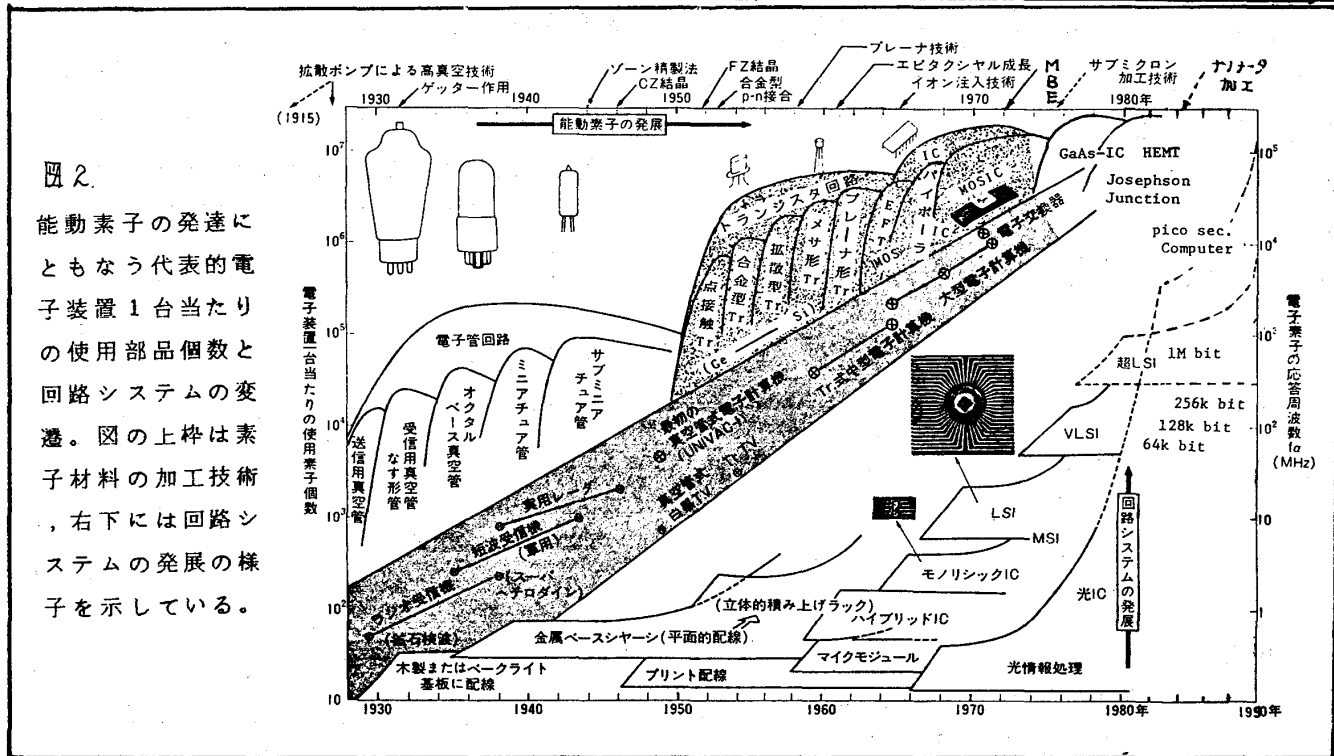 図2.
能動素子の発達に
ともなう代表的電
子装置1台当たり
の使用部品個数と
回路システムの変
遷。図の上枠は素
子材料の加工技術
,右下には回路シ
ステムの発展の様
子を示している。
拡散ポンプによる高真空技術
ゲッター作用
ゾーン精製法
CZ結晶
FZ結晶
合金型
p-n接合
プレーナ技術
エピタクシャル成長
イオン注入技術
MBE
サブミクロン
加工技術
加工
(1915)
1930
1940
1950
1960
1970
1980年
能動素子の発展
10⁷
10⁶
10⁵
10⁴
10³
10²
10
電子装置一台当たりの使用素子個数
10⁵
10⁴
10³
10²
10
1
電子素子の応答周波数fα
(MHz)
電子管回路
送信用真空管
受信用真空管
なす形管
オクタル
ベース真空管
ミニアチュア管
サブミニア
チュア管
トランジスタ回路
点接触Tr
合金型Tr
拡散型Tr
メサ形Tr
プレーナ形Tr
FET
MOS
バイポーラIC
IC
MOSIC
(Ge
Si)
GaAs-IC HEMT
Josephson
Junction
pico sec.
Computer
電子交換器
大型電子計算機
Tr式中型電子計算機
最初の
真空管式電子計算機
(UNIVAC-I)
TrTV
真空管式
白黒TV
実用レーダ
短波受信機
(軍用)
ラジオ受信機
(スーパ
ヘテロダイン)
(鉱石検波)
超LSI
1M bit
256k bit
128k bit
64k bit
VLSI
LSI
MSI
モノリシックIC
ハイブリッドIC
マイクモジュール
光IC
光情報処理
回路システムの発展
(立体的積み上げラック)
金属ベースシャーシ(平面的配線)
木製またはベークライト
基板に配線
プリント配線
1930
1940
1950
1960
1970
1980年